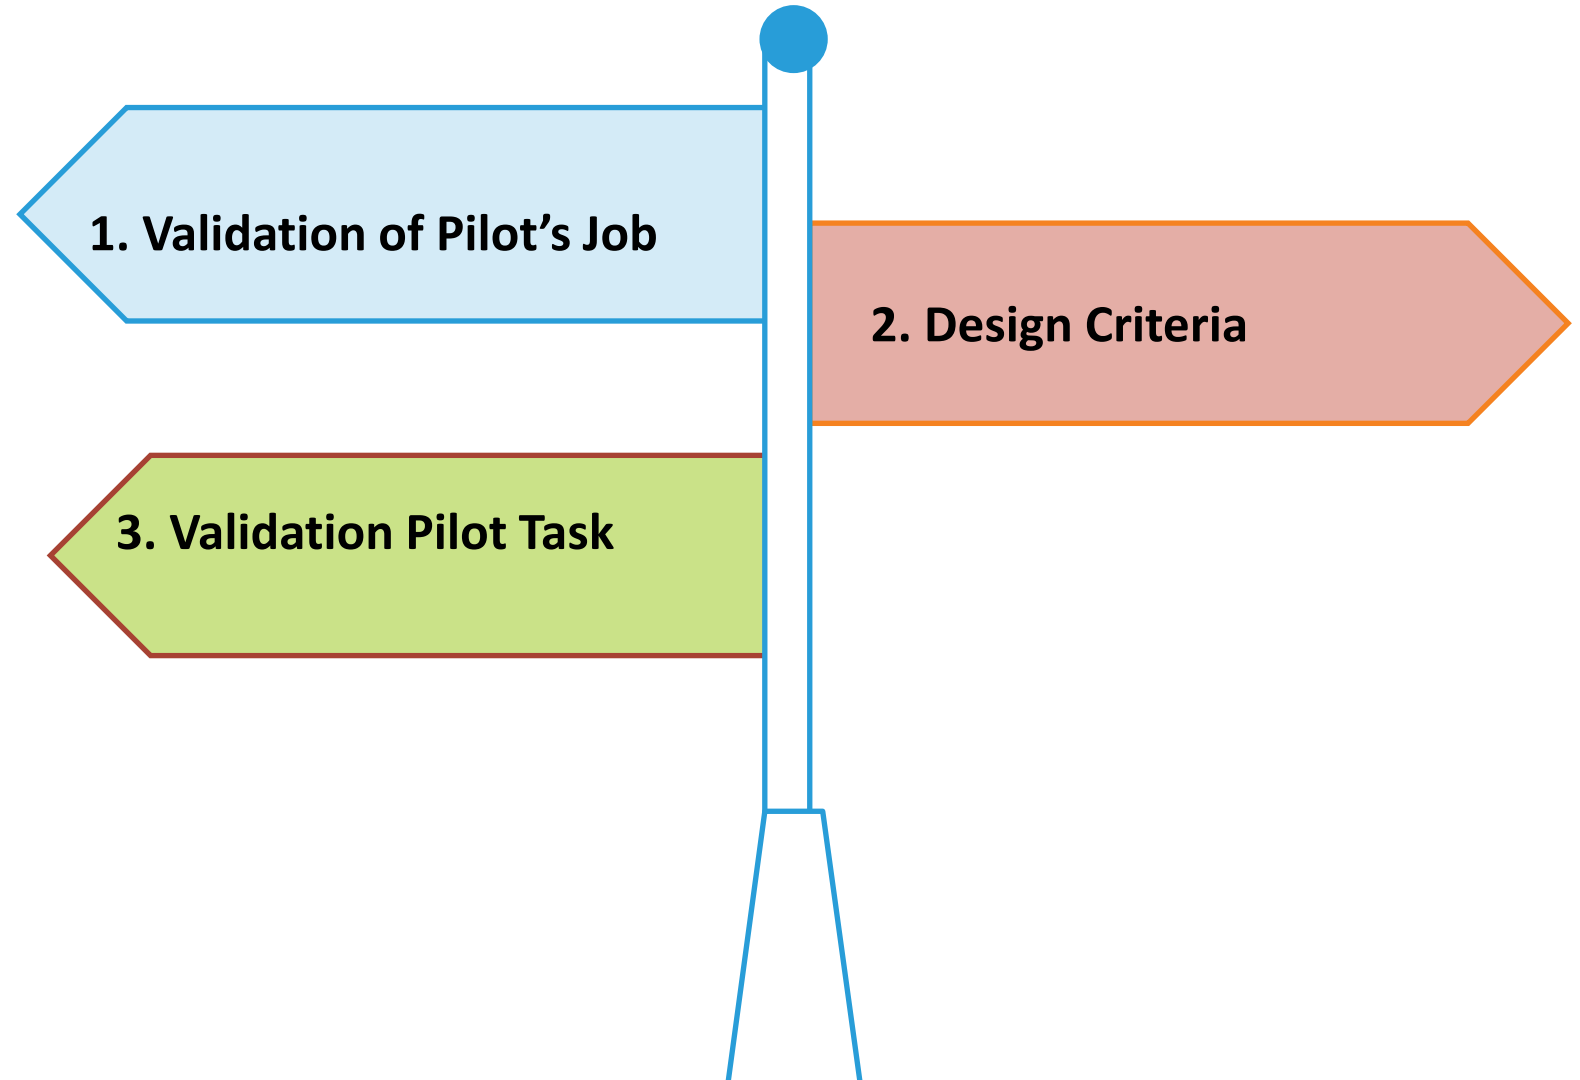 1. Validation of Pilot’s Job
2. Design Criteria
3. Validation Pilot Task